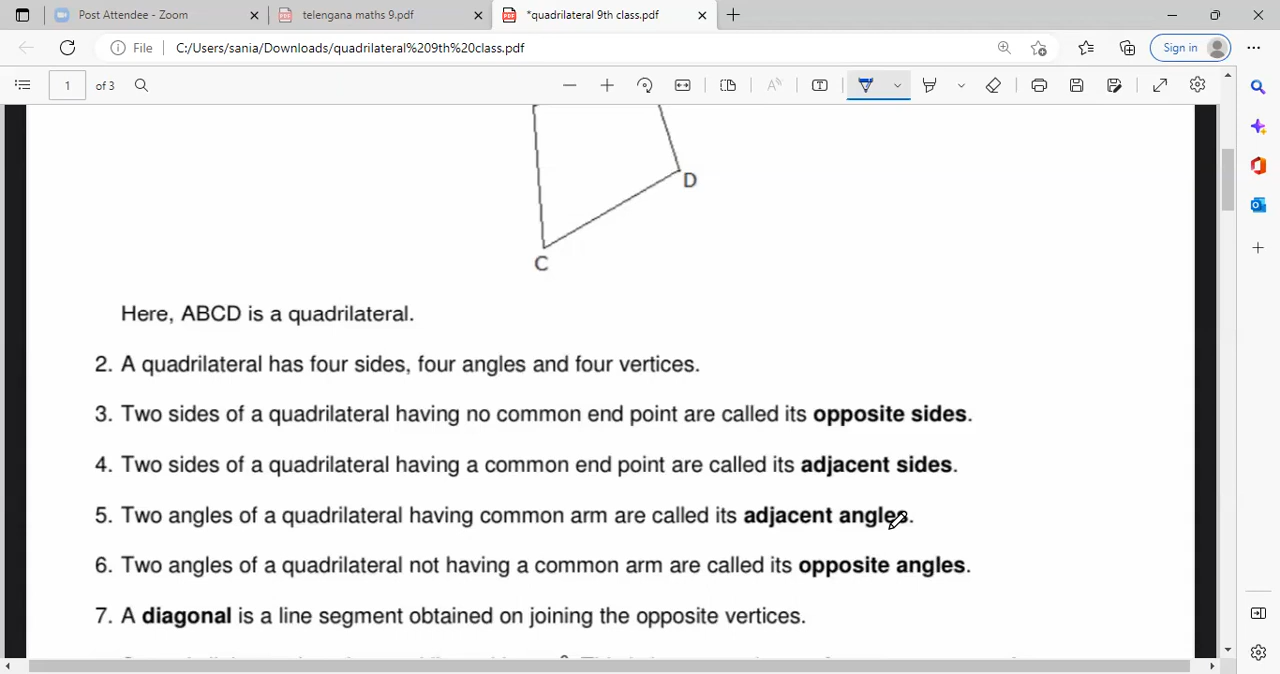 Post Attendee - Zoom
telengana maths 9.pdf
*quadrilateral 9th class.pdf
File
C:/Users/sania/Downloads/quadrilateral%209th%20class.pdf
Sign in
1 of 3
D
C
Here, ABCD is a quadrilateral.
2. A quadrilateral has four sides, four angles and four vertices.
3. Two sides of a quadrilateral having no common end point are called its opposite sides.
4. Two sides of a quadrilateral having a common end point are called its adjacent sides.
5. Two angles of a quadrilateral having common arm are called its adjacent angles.
6. Two angles of a quadrilateral not having a common arm are called its opposite angles.
7. A diagonal is a line segment obtained on joining the opposite vertices.